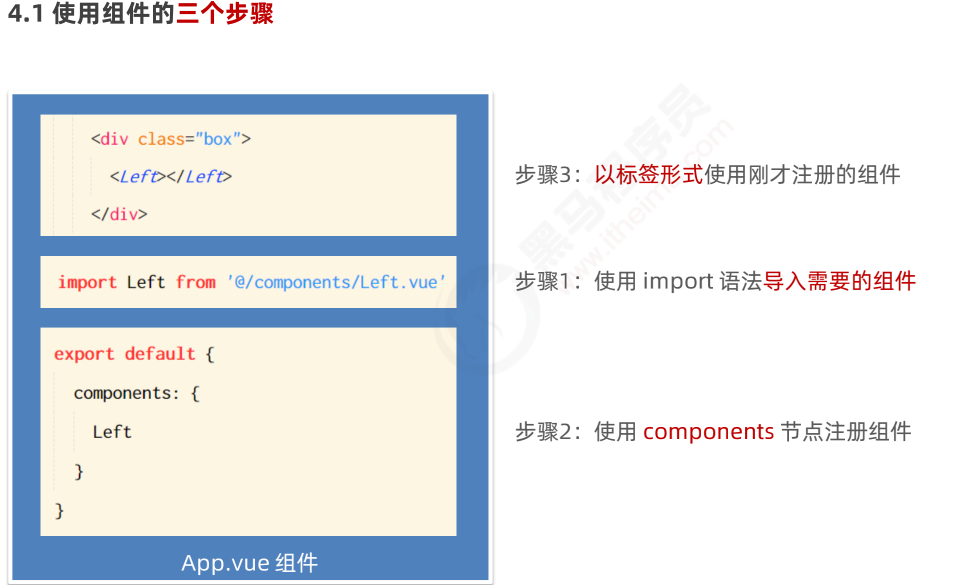 4.1 使用组件的三个步骤
<div class="box">
<Left></Left>
</div>
步骤3：以标签形式使用刚才注册的组件
import Left from '@/components/Left.vue'
步骤1：使用 import 语法导入需要的组件
export default {
components: {
Left
}
}
步骤2：使用 components 节点注册组件
App.vue 组件
黑马程序员
www.itheima.com